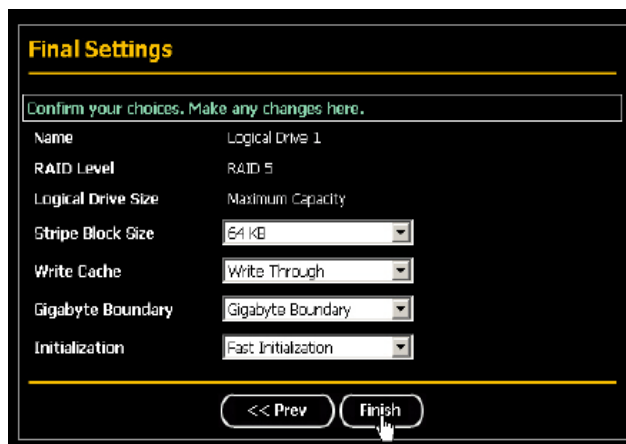 Final Settings
Confirm your choices. Make any changes here.
Name Logical Drive 1
RAID Level RAID 5
Logical Drive Size Maximum Capacity
Stripe Block Size 64 KB
Write Cache Write Through
Gigabyte Boundary Gigabyte Boundary
Initialization Fast Initialization
<< Prev Finish